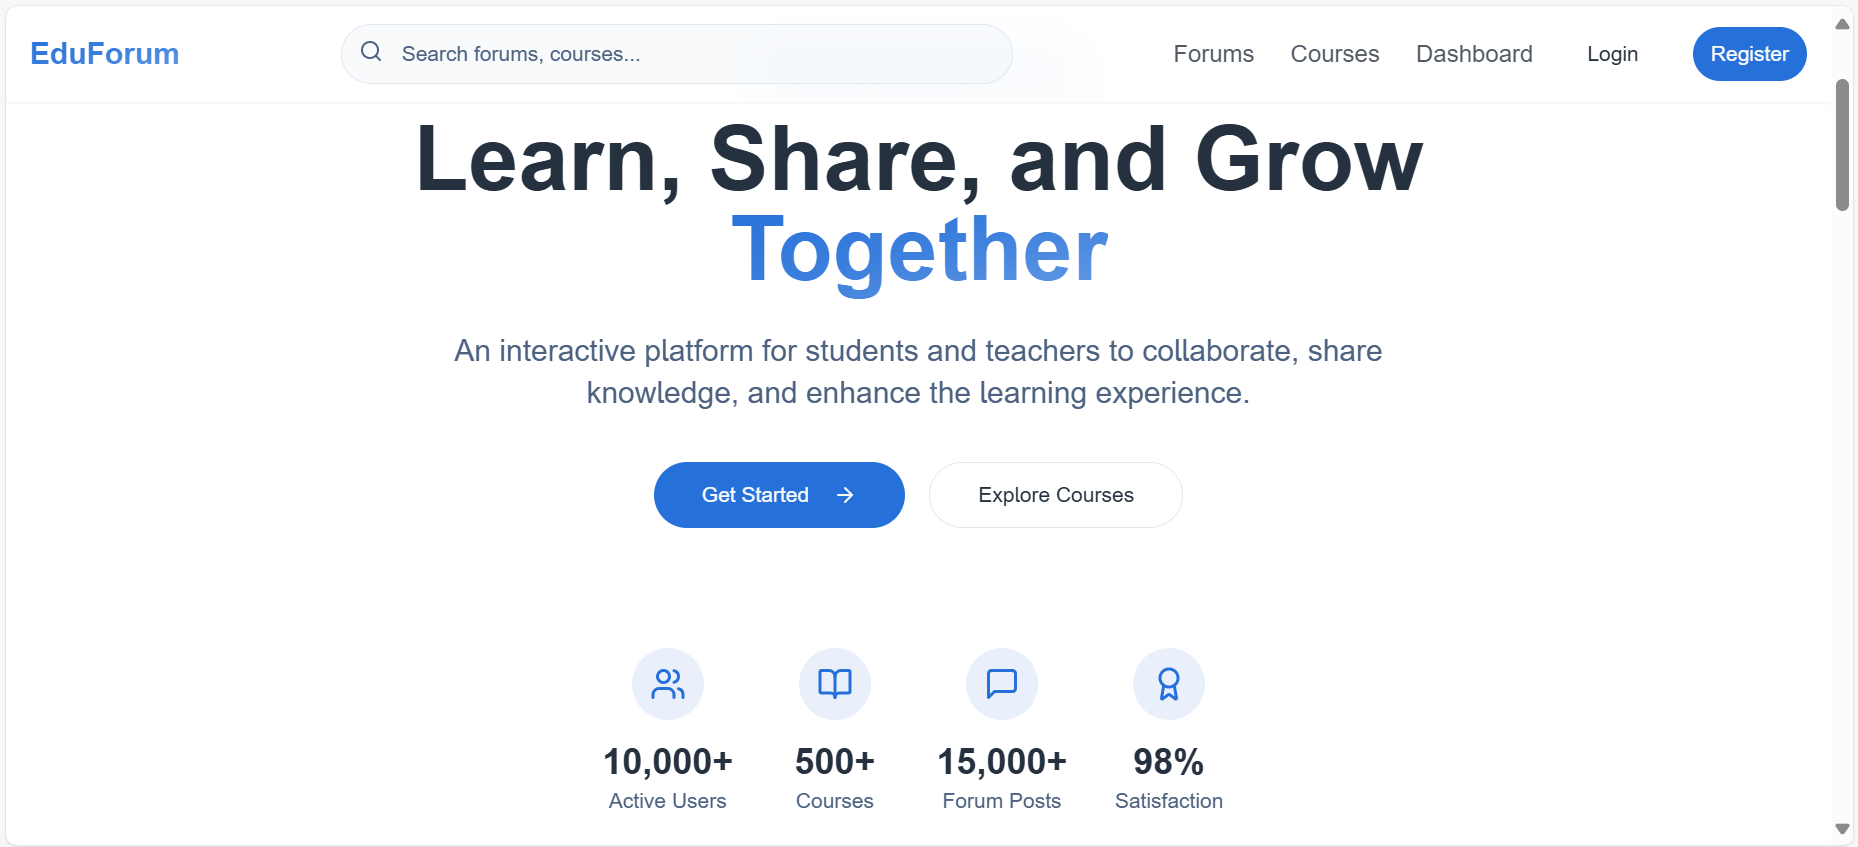 EduForum
Search forums, courses...
Forums
Courses
Dashboard
Login
Register
Learn, Share, and Grow
Together
An interactive platform for students and teachers to collaborate, share
knowledge, and enhance the learning experience.
Get Started
Explore Courses
10,000+
Active Users
500+
Courses
15,000+
Forum Posts
98%
Satisfaction